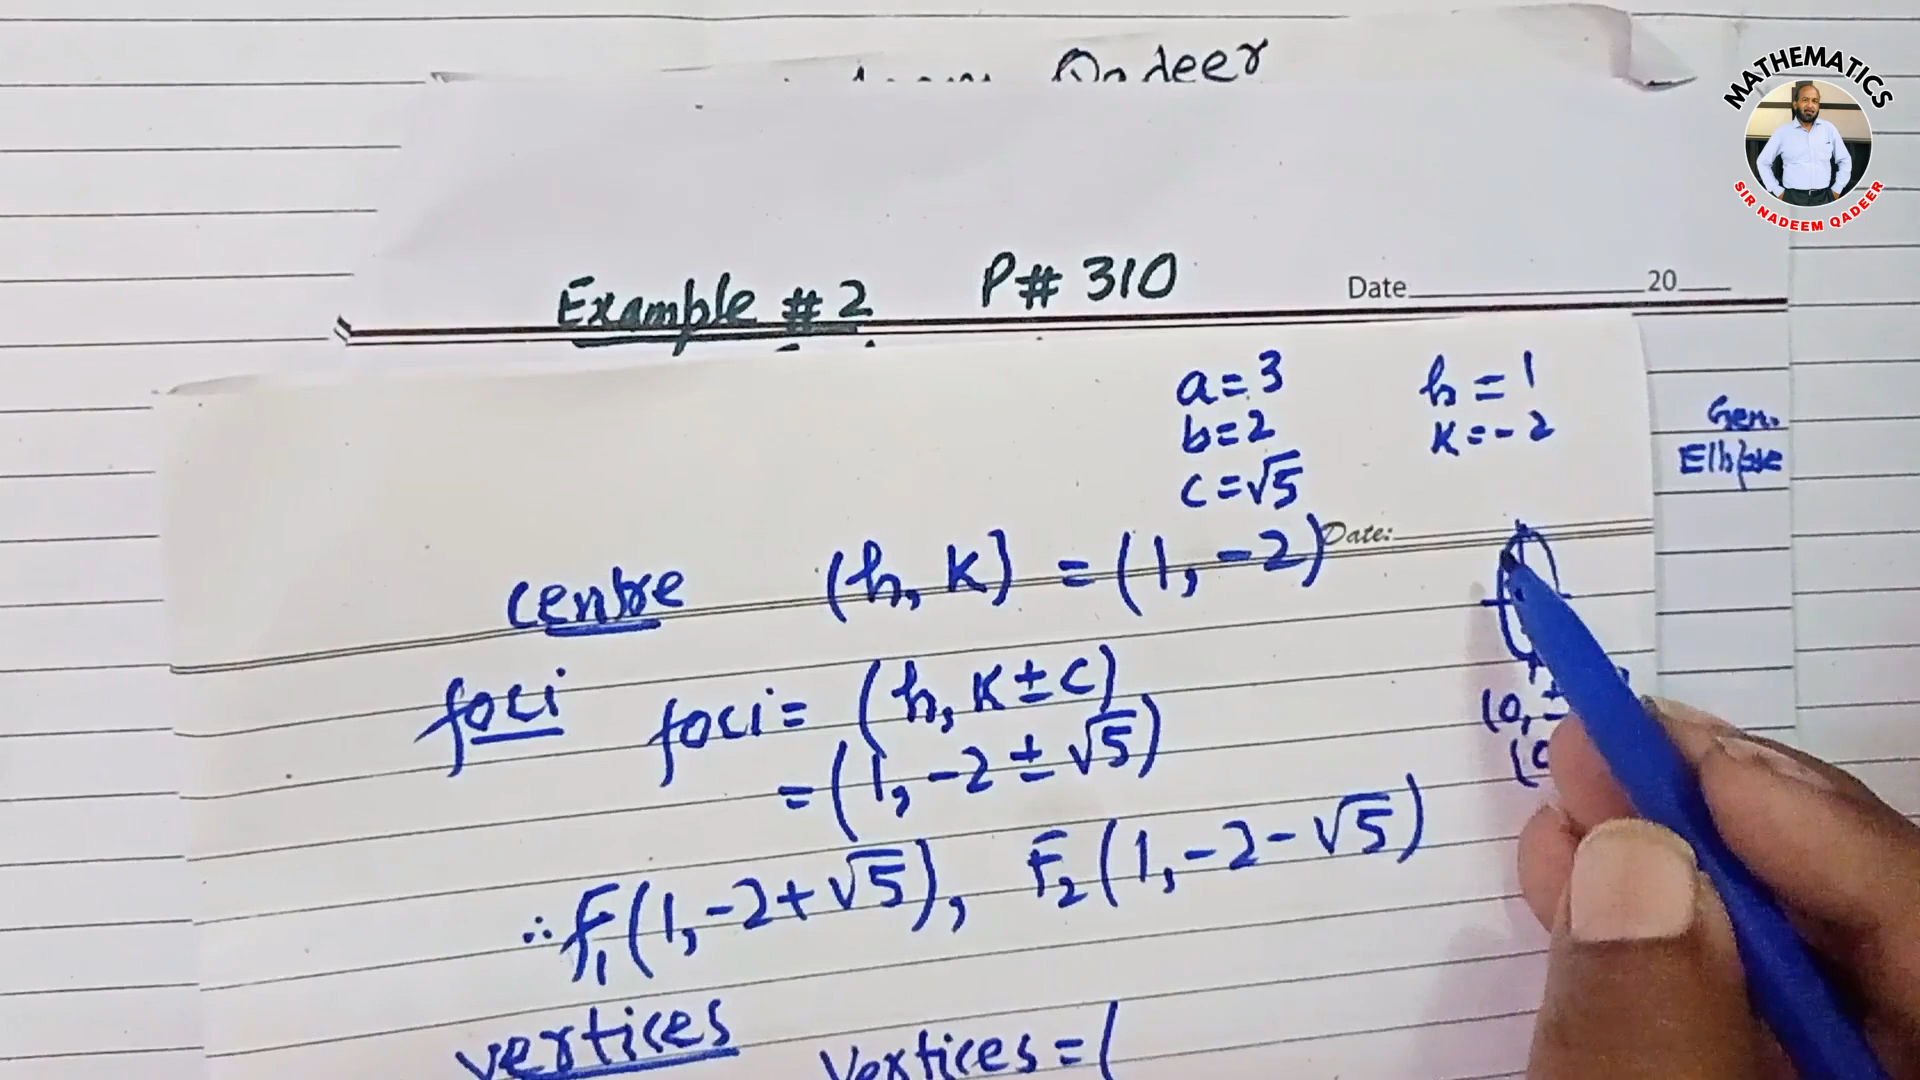 Qadeer
MATHEMATICS
SIR NADEEM QADEER
Example # 2 P# 310
Date 20
a = 3 h = 1
b = 2 K = - 2
c = √5
Gen.
Ellipse
Date:
centre (h, K) = (1, -2)
foci foci = (h, K ± c)
= (1, -2 ± √5)
(0, ±
∴ F₁(1, -2+√5), F₂(1, -2-√5)
vertices Vertices = (